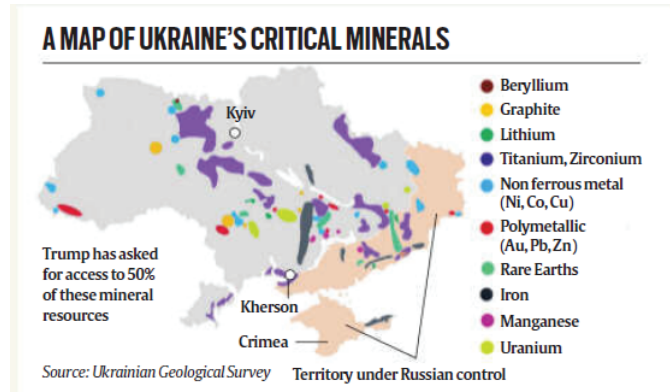 A MAP OF UKRAINE'S CRITICAL MINERALS
Kyiv
Beryllium
Graphite
Lithium
Titanium, Zirconium
Non ferrous metal
(Ni, Co, Cu)
Polymetallic
(Au, Pb, Zn)
Rare Earths
Iron
Manganese
Uranium
Trump has asked
for access to 50%
of these mineral
resources
Kherson
Crimea
Source: Ukrainian Geological Survey
Territory under Russian control